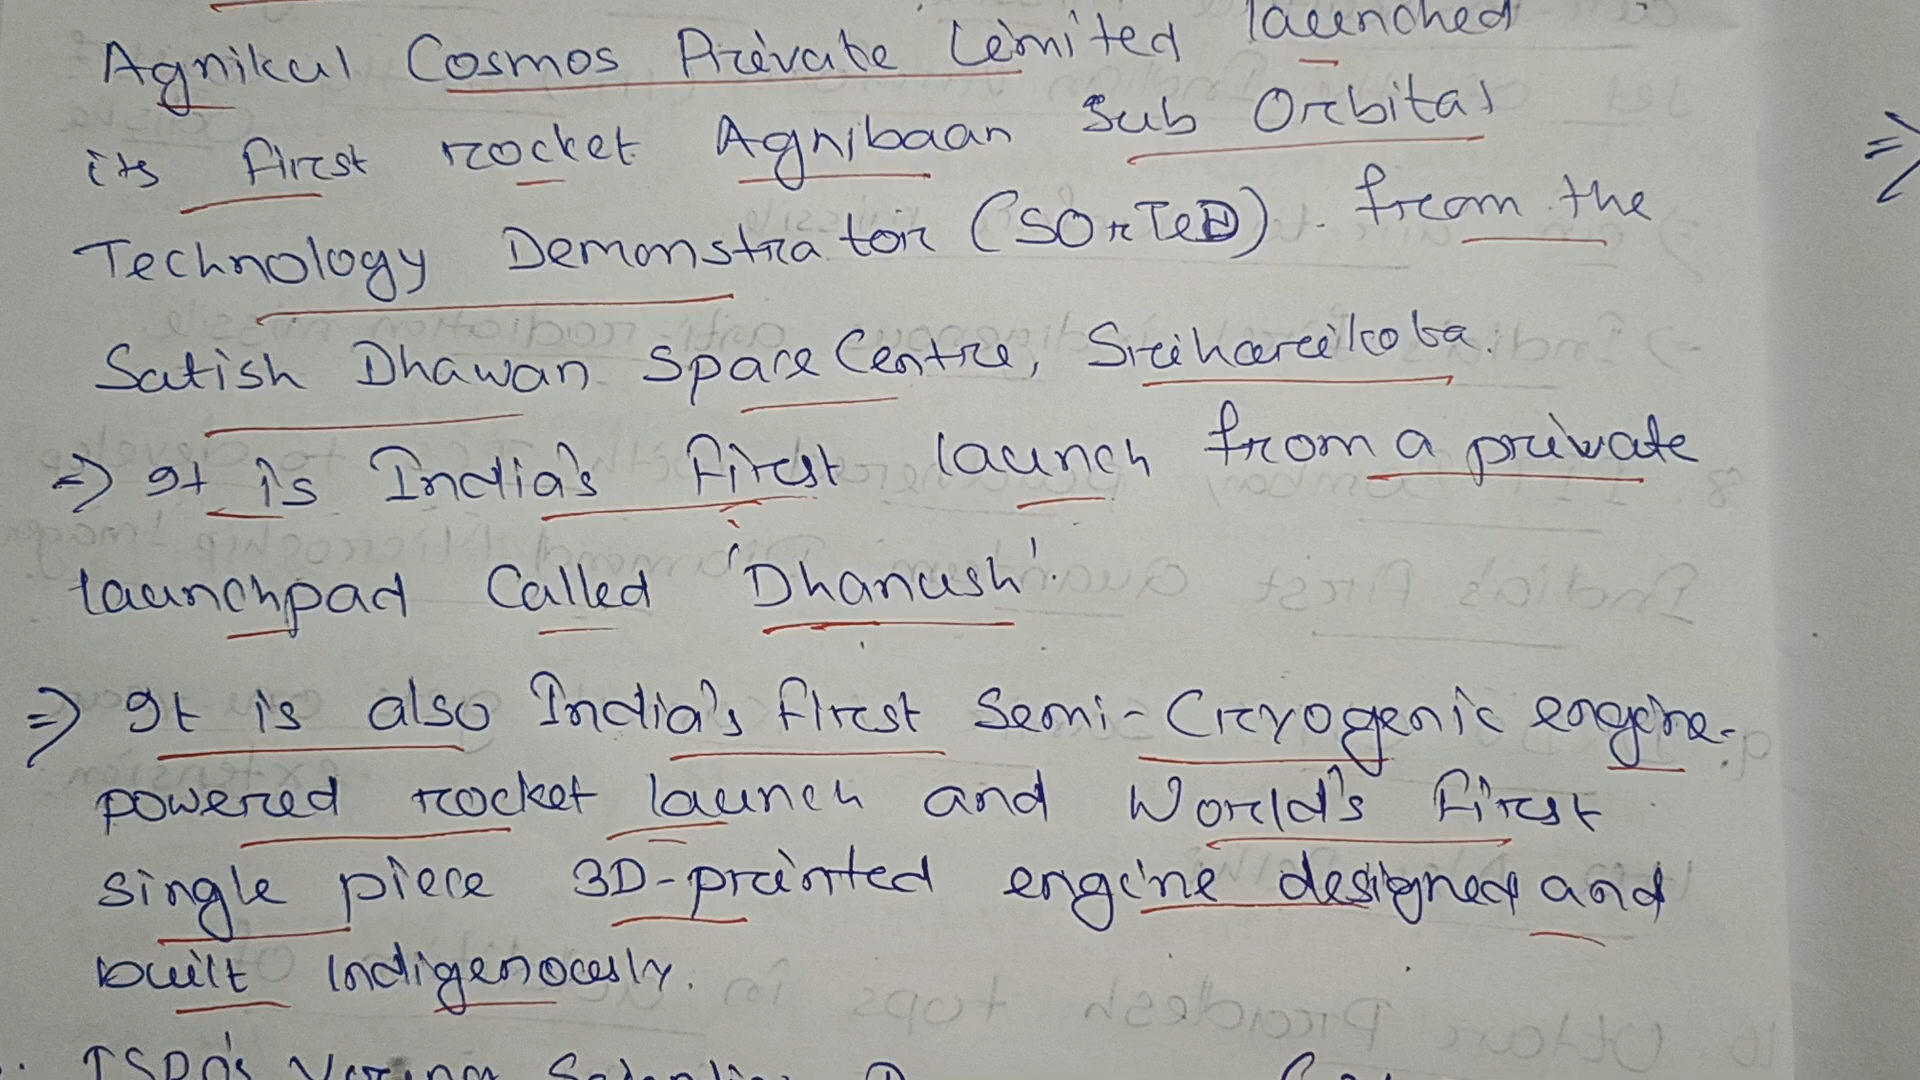 Agnikul Cosmos Private Limited launched
its first rocket Agnibaan Sub Orbital
Technology Demonstrator (SOrTeD). from the
Satish Dhawan Space Centre, Sriharikota.
⇒ It is India's first launch from a private
launchpad called 'Dhanush'.
⇒ It is also India's first Semi-Cryogenic engine-
powered rocket launch and World's first
single piece 3D-printed engine designed and
built Indigenously.